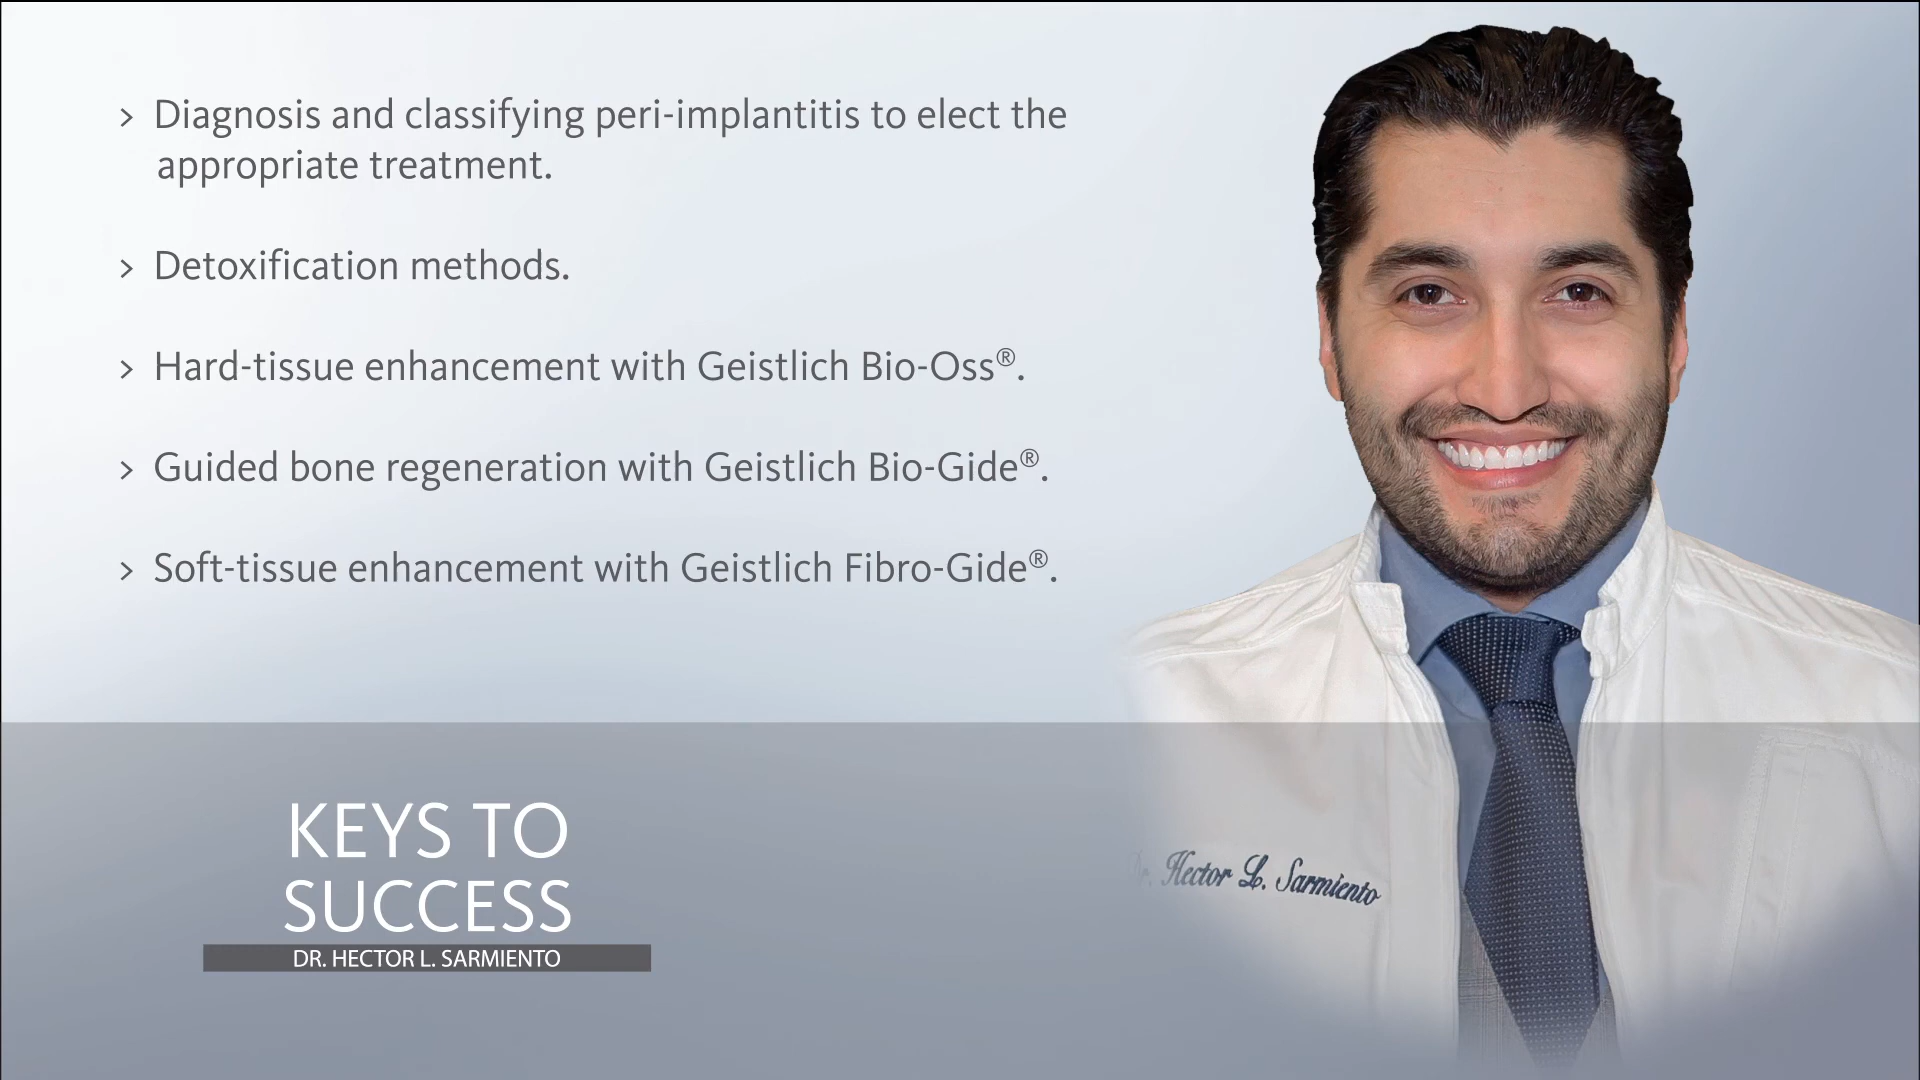 > Diagnosis and classifying peri-implantitis to elect the
appropriate treatment.
> Detoxification methods.
> Hard-tissue enhancement with Geistlich Bio-Oss®.
> Guided bone regeneration with Geistlich Bio-Gide®.
> Soft-tissue enhancement with Geistlich Fibro-Gide®.
KEYS TO
SUCCESS
DR. HECTOR L. SARMIENTO
Dr. Hector L. Sarmiento